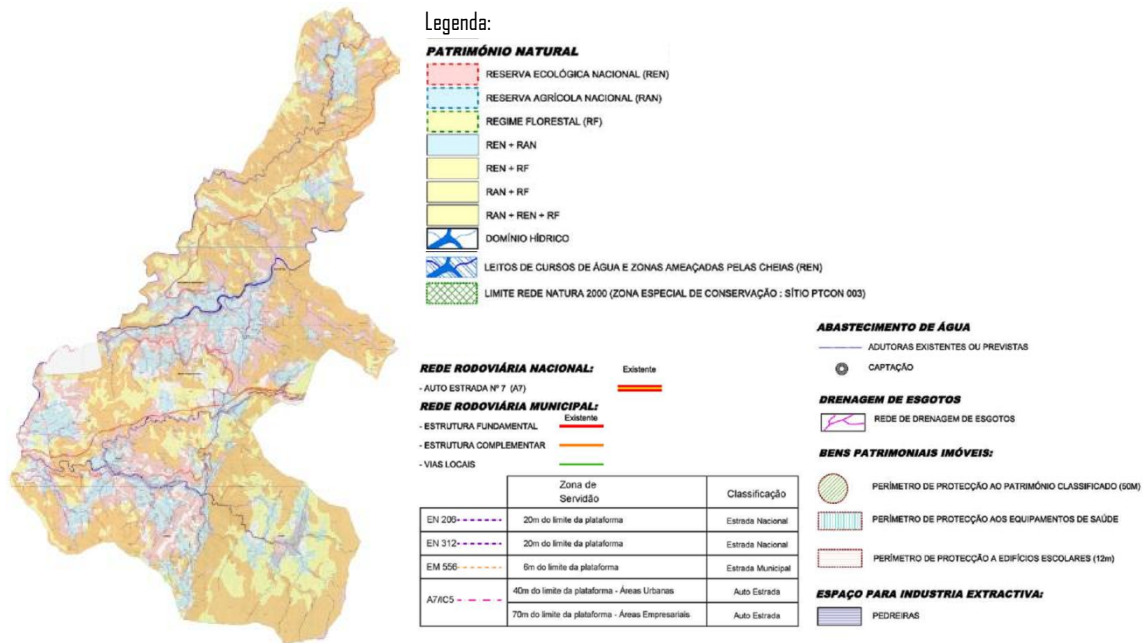 Legenda:
PATRIMÓNIO NATURAL
RESERVA ECOLÓGICA NACIONAL (REN)
RESERVA AGRÍCOLA NACIONAL (RAN)
REGIME FLORESTAL (RF)
REN + RAN
REN + RF
RAN + RF
RAN + REN + RF
DOMÍNIO HÍDRICO
LEITOS DE CURSOS DE ÁGUA E ZONAS AMEAÇADAS PELAS CHEIAS (REN)
LIMITE REDE NATURA 2000 (ZONA ESPECIAL DE CONSERVAÇÃO : SÍTIO PTCON 003)
REDE RODOVIÁRIA NACIONAL: Existente
- AUTO ESTRADA Nº 7 (A7)
REDE RODOVIÁRIA MUNICIPAL:
Existente
- ESTRUTURA FUNDAMENTAL
- ESTRUTURA COMPLEMENTAR
- VIAS LOCAIS
Zona de Servidão Classificação
EN 206 20m do limite da plataforma Estrada Nacional
EN 312 20m do limite da plataforma Estrada Nacional
EM 556 6m do limite da plataforma Estrada Municipal
A7/IC5 40m do limite da plataforma - Áreas Urbanas Auto Estrada
70m do limite da plataforma - Áreas Empresariais Auto Estrada
ABASTECIMENTO DE ÁGUA
ADUTORAS EXISTENTES OU PREVISTAS
CAPTAÇÃO
DRENAGEM DE ESGOTOS
REDE DE DRENAGEM DE ESGOTOS
BENS PATRIMONIAIS IMÓVEIS:
PERÍMETRO DE PROTECÇÃO AO PATRIMÓNIO CLASSIFICADO (50M)
PERÍMETRO DE PROTECÇÃO AOS EQUIPAMENTOS DE SAÚDE
PERÍMETRO DE PROTECÇÃO A EDIFÍCIOS ESCOLARES (12m)
ESPAÇO PARA INDUSTRIA EXTRACTIVA:
PEDREIRAS